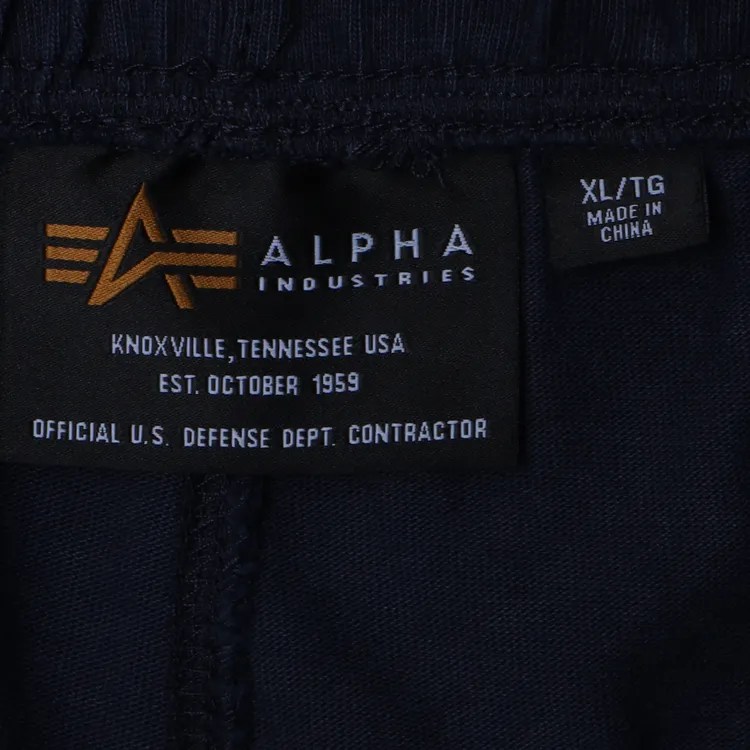 ALPHA
INDUSTRIES
KNOXVILLE, TENNESSEE USA
EST. OCTOBER 1959
OFFICIAL U.S. DEFENSE DEPT. CONTRACTOR
XL/TG
MADE IN
CHINA